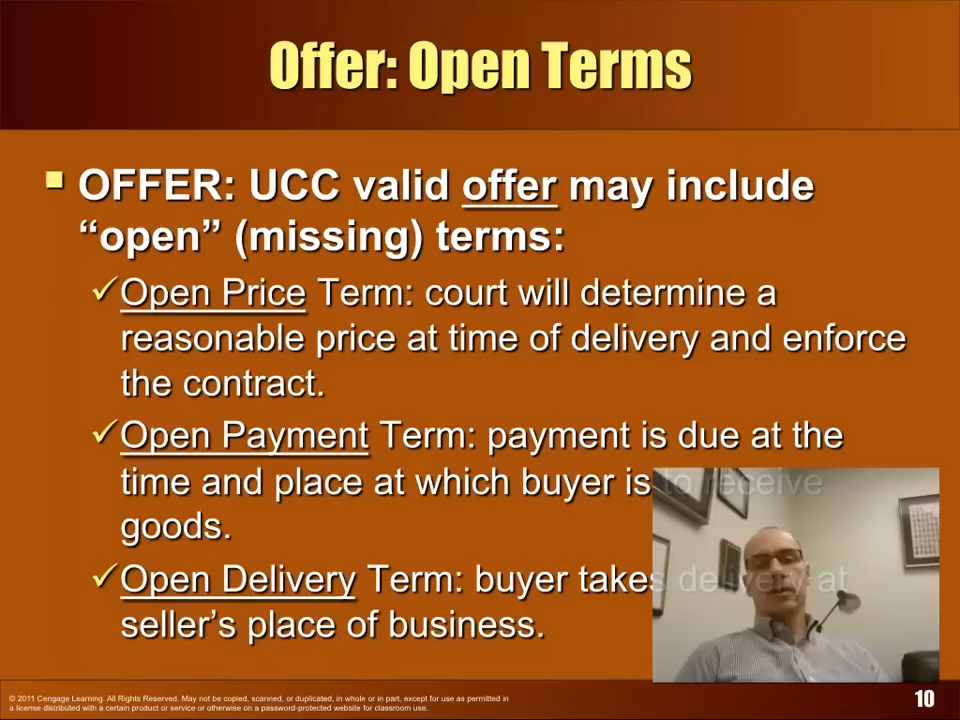 Offer: Open Terms
OFFER: UCC valid offer may include
“open” (missing) terms:
Open Price Term: court will determine a
reasonable price at time of delivery and enforce
the contract.
Open Payment Term: payment is due at the
time and place at which buyer is to receive
goods.
Open Delivery Term: buyer takes delivery at
seller’s place of business.
© 2011 Cengage Learning. All Rights Reserved. May not be copied, scanned, or duplicated, in whole or in part, except for use as permitted in
a license distributed with a certain product or service or otherwise on a password-protected website for classroom use.
10